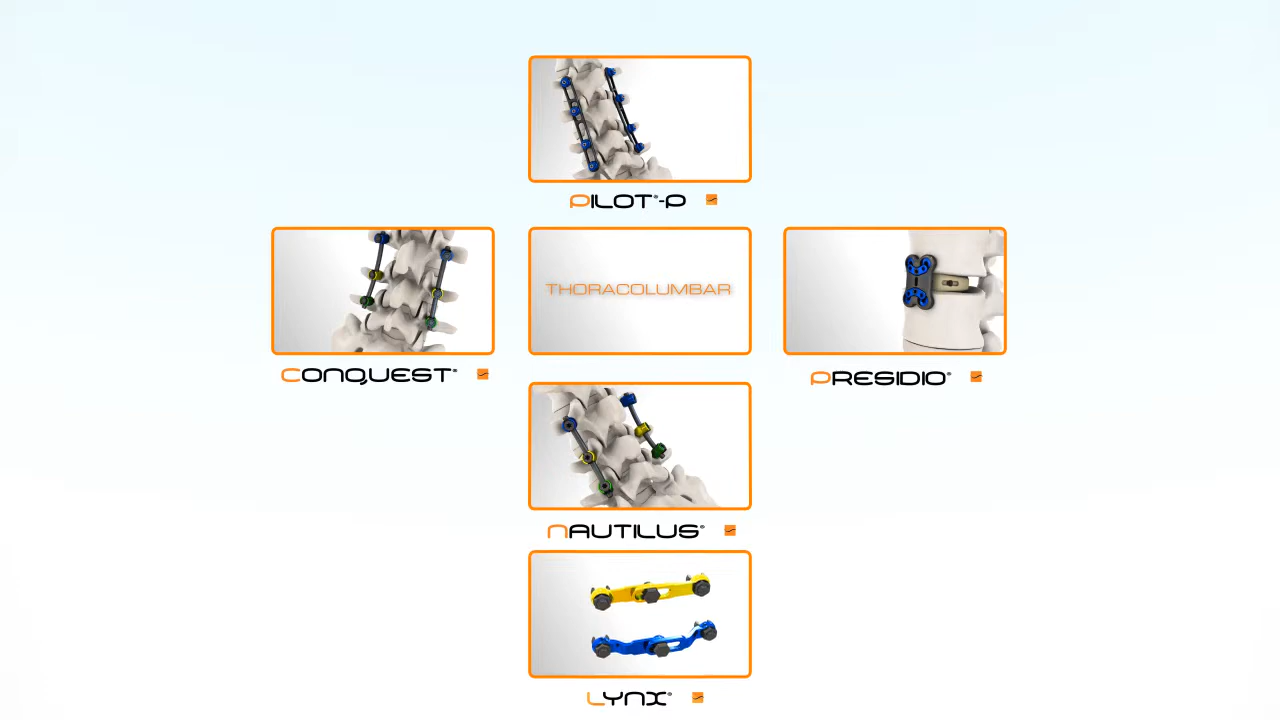 PILOT®-P
THORACOLUMBAR
CONQUEST®
PRESIDIO®
NAUTILUS®
LYNX®